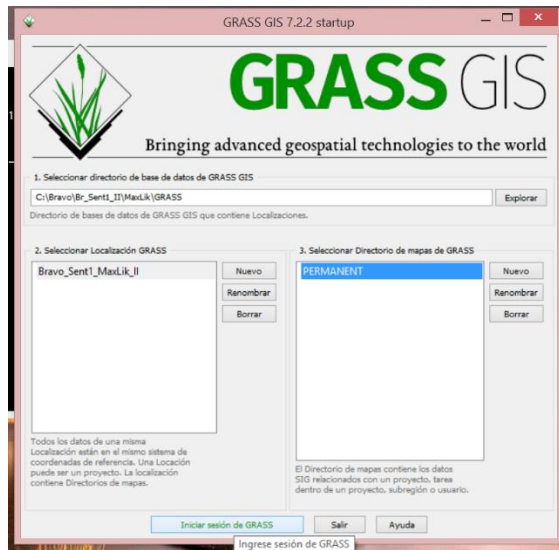 GRASS GIS 7.2.2 startup
GRASS GIS
Bringing advanced geospatial technologies to the world
1. Seleccionar directorio de base de datos de GRASS GIS
C:\Bravo\Br_Sent1_II\MaxLik\GRASS
Explorar
Directorio de bases de datos de GRASS GIS que contiene Localizaciones.
2. Seleccionar Localización GRASS
Bravo_Sent1_MaxLik_II
Nuevo
Renombrar
Borrar
Todos los datos de una misma
Localización están en el mismo sistema de
coordenadas de referencia. Una Locación
puede ser un proyecto. La localización
contiene Directorios de mapas.
3. Seleccionar Directorio de mapas de GRASS
PERMANENT
Nuevo
Renombrar
Borrar
El Directorio de mapas contiene los datos
SIG relacionados con un proyecto, tarea
dentro de un proyecto, subregión o usuario.
Iniciar sesión de GRASS
Salir
Ayuda
Ingrese sesión de GRASS